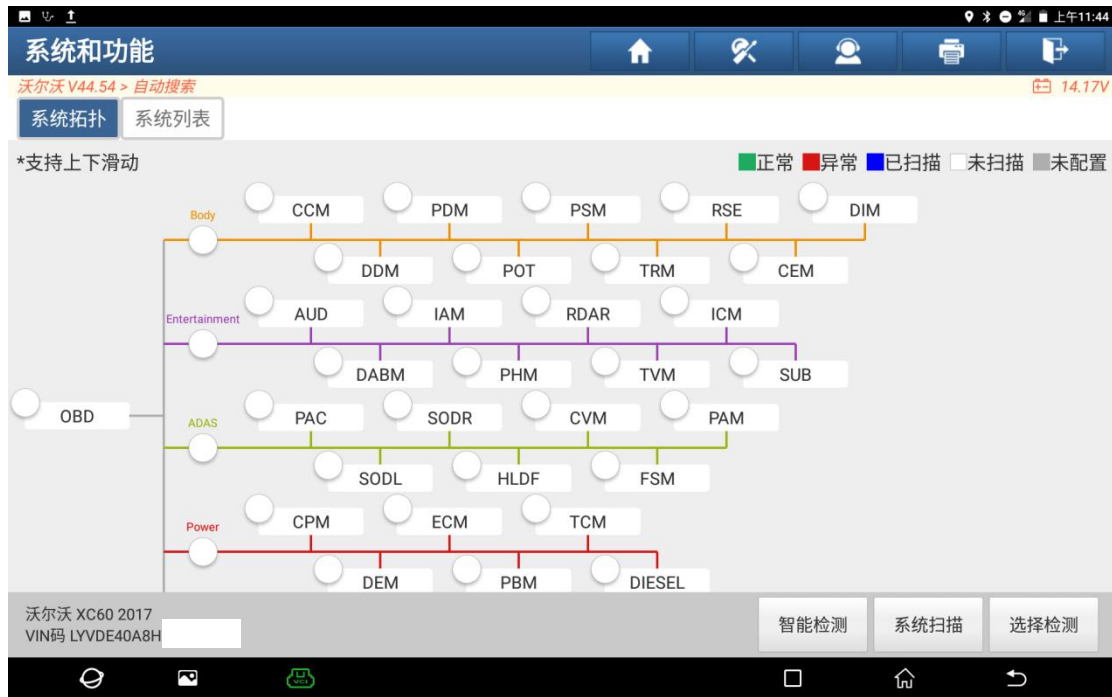 上午11:44
系统和功能
沃尔沃 V44.54 > 自动搜索
14.17V
系统拓扑 系统列表
*支持上下滑动
正常 异常 已扫描 未扫描 未配置
CCM PDM PSM RSE DIM
Body
DDM POT TRM CEM
AUD IAM RDAR ICM
Entertainment
DABM PHM TVM SUB
OBD
PAC SODR CVM PAM
ADAS
SODL HLDF FSM
CPM ECM TCM
Power
DEM PBM DIESEL
沃尔沃 XC60 2017
VIN码 LYVDE40A8H
智能检测 系统扫描 选择检测
VCI